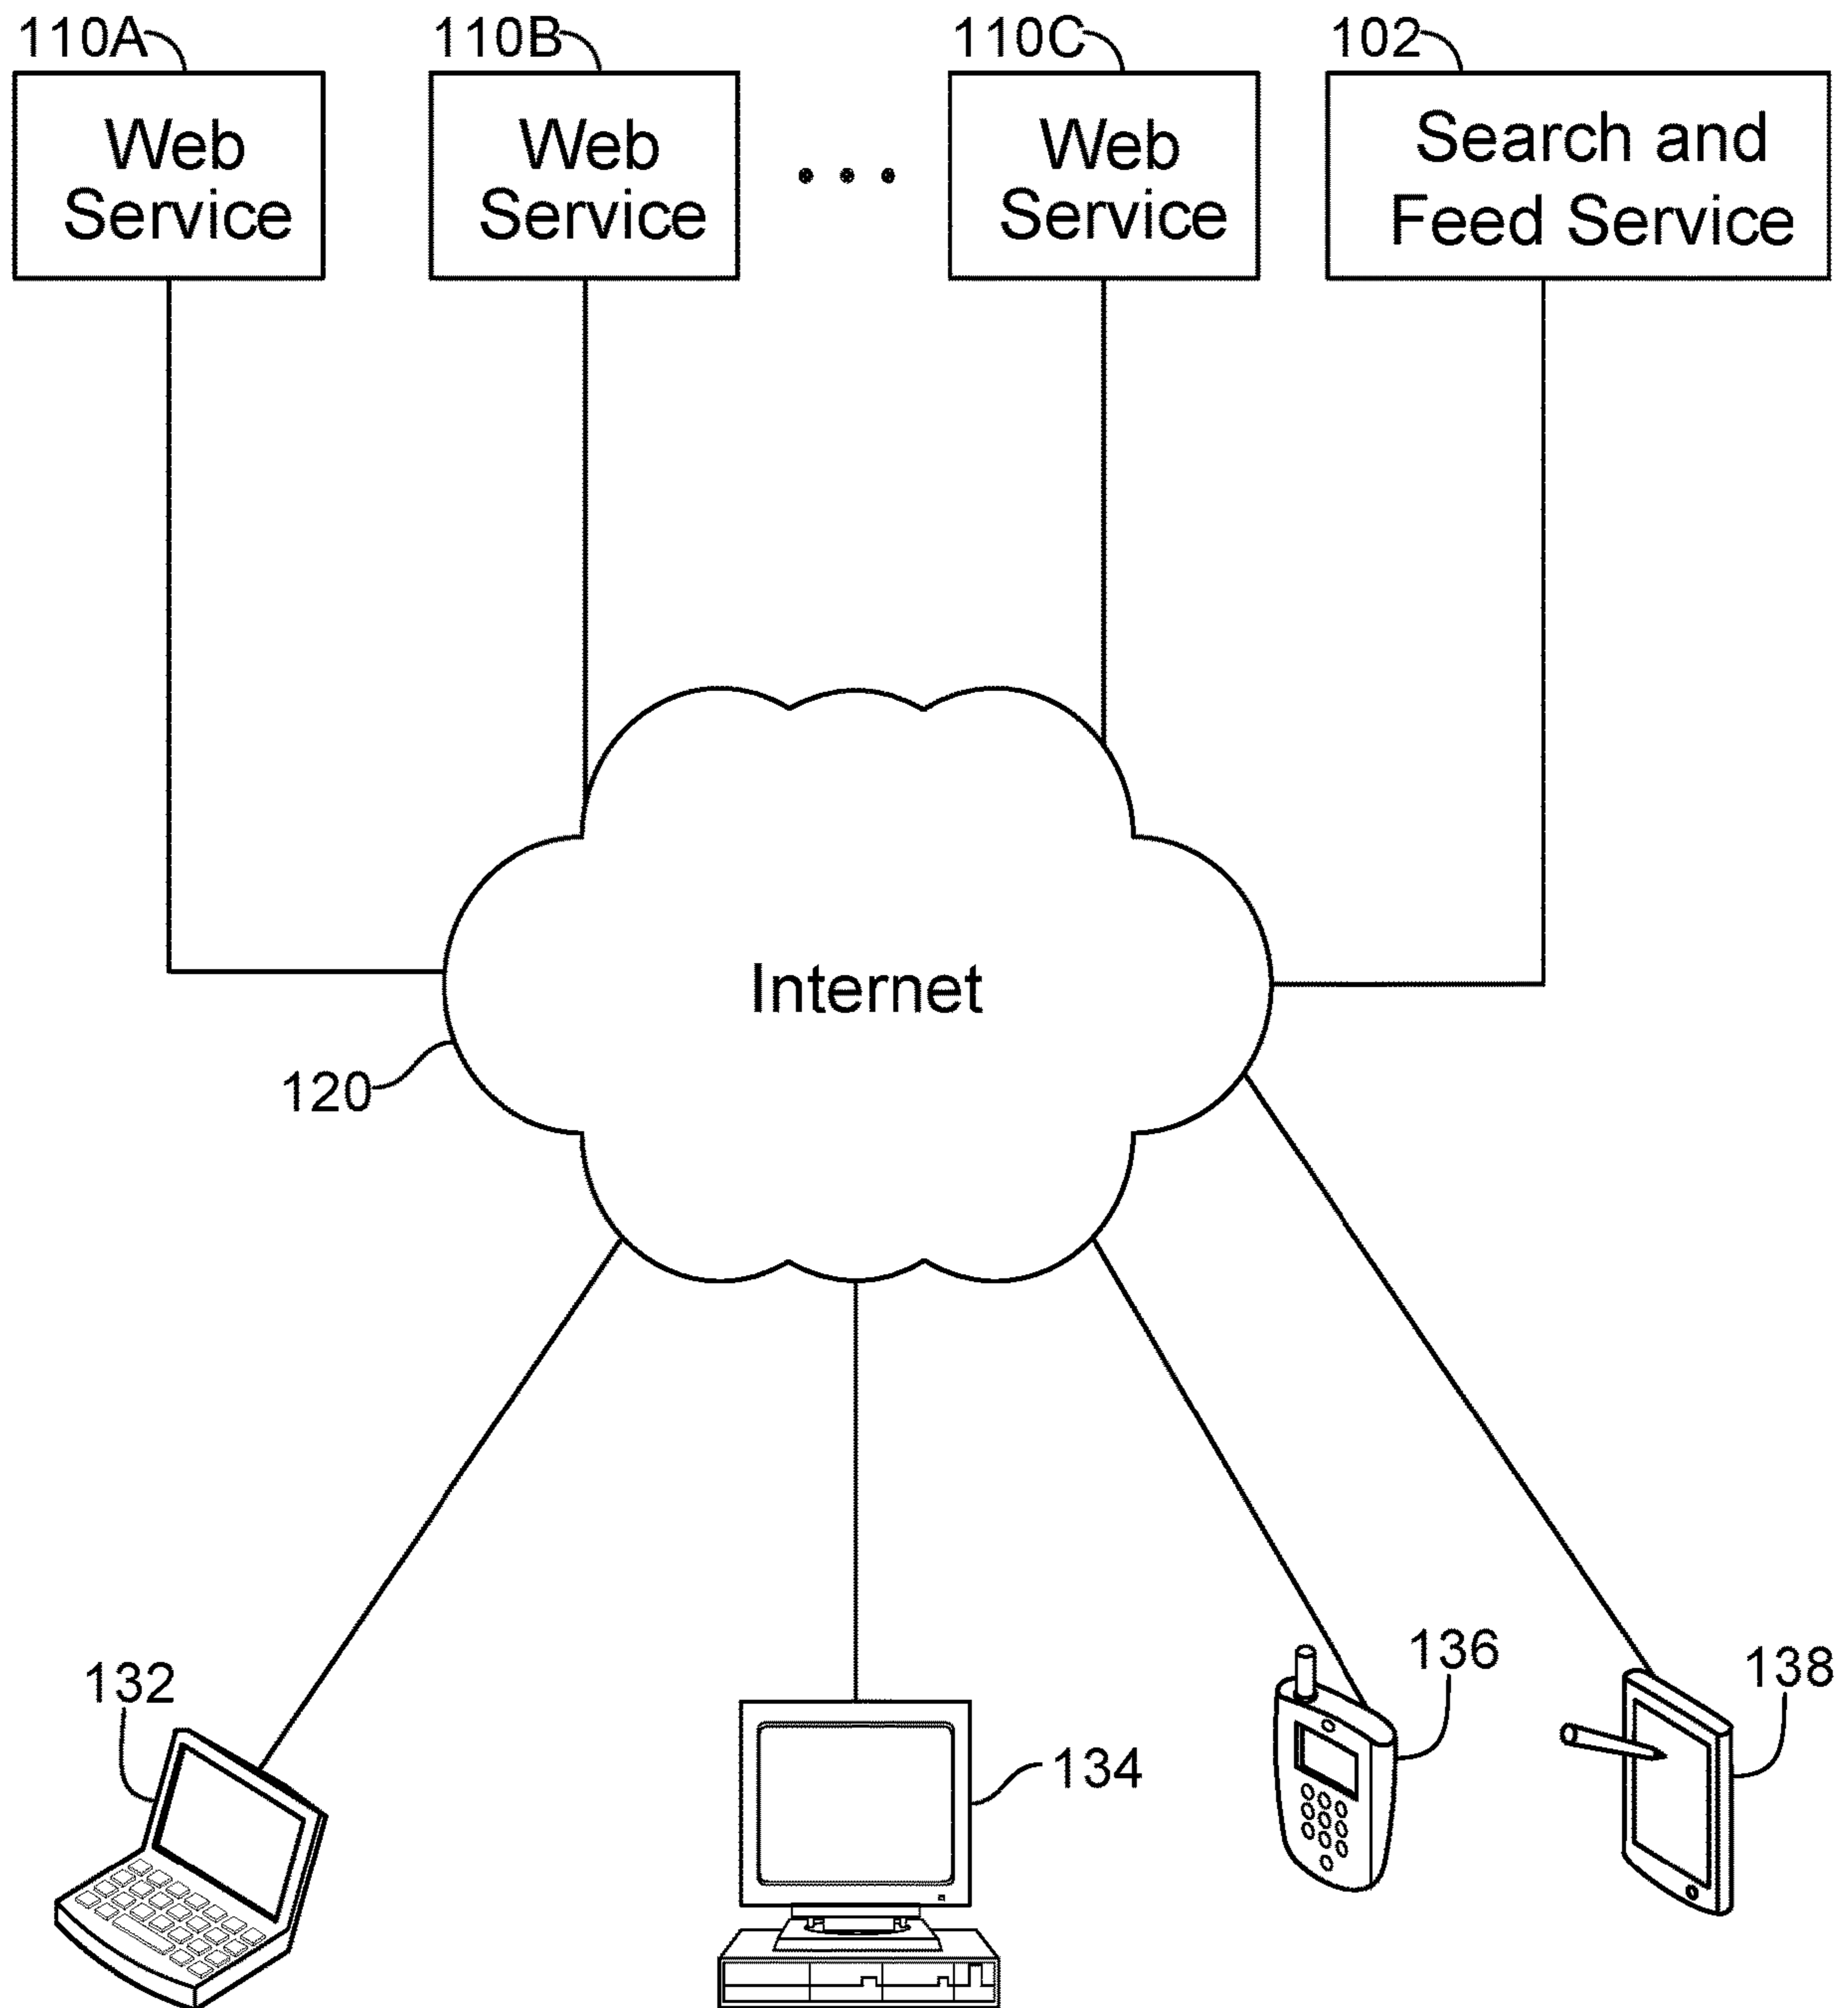 110A
110B
110C
102
Web
Service
Web
Service
• • •
Web
Service
Search and
Feed Service
Internet
120
132
134
136
138